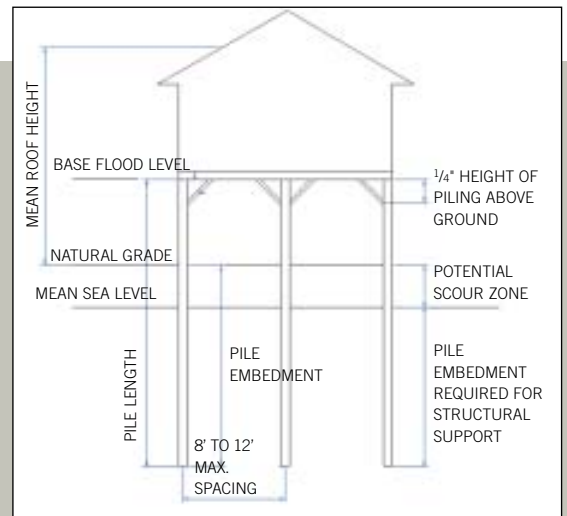 MEAN ROOF HEIGHT
BASE FLOOD LEVEL
1/4" HEIGHT OF
PILING ABOVE
GROUND
NATURAL GRADE
MEAN SEA LEVEL
POTENTIAL
SCOUR ZONE
PILE LENGTH
PILE
EMBEDMENT
PILE
EMBEDMENT
REQUIRED FOR
STRUCTURAL
SUPPORT
8' TO 12'
MAX.
SPACING